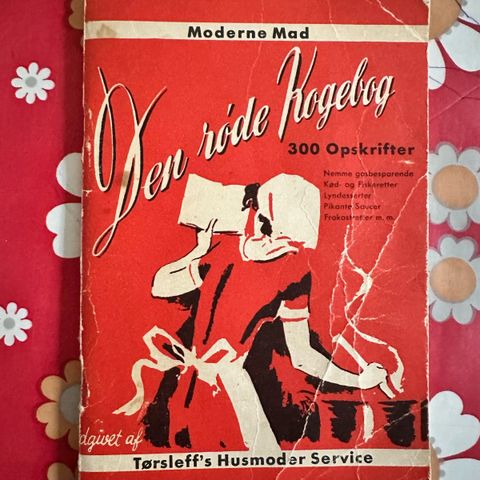 Moderne Mad
Den røde Kogebog
300 Opskrifter
Nemme gasbesparende
Kød- og Fiskeretter
Lyndesserter
Pikante Saucer
Frokostretter m. m.
dgivet af
Tørsleff's Husmoder Service